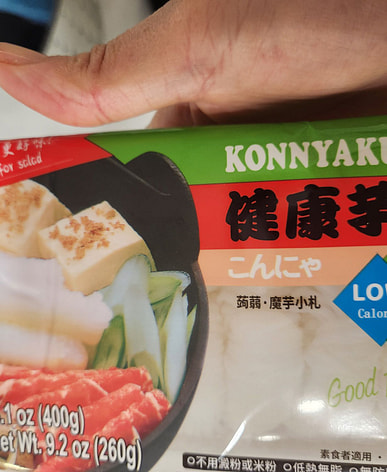 for salad
KONNYAKU
健康芋
こんにゃ
蒟蒻·魔芋小札
LO
Calor
Good
.1 oz (400g)
et Wt. 9.2 oz (260g)
素食者適用·
○不用澱粉或米粉 ○低熱無脂